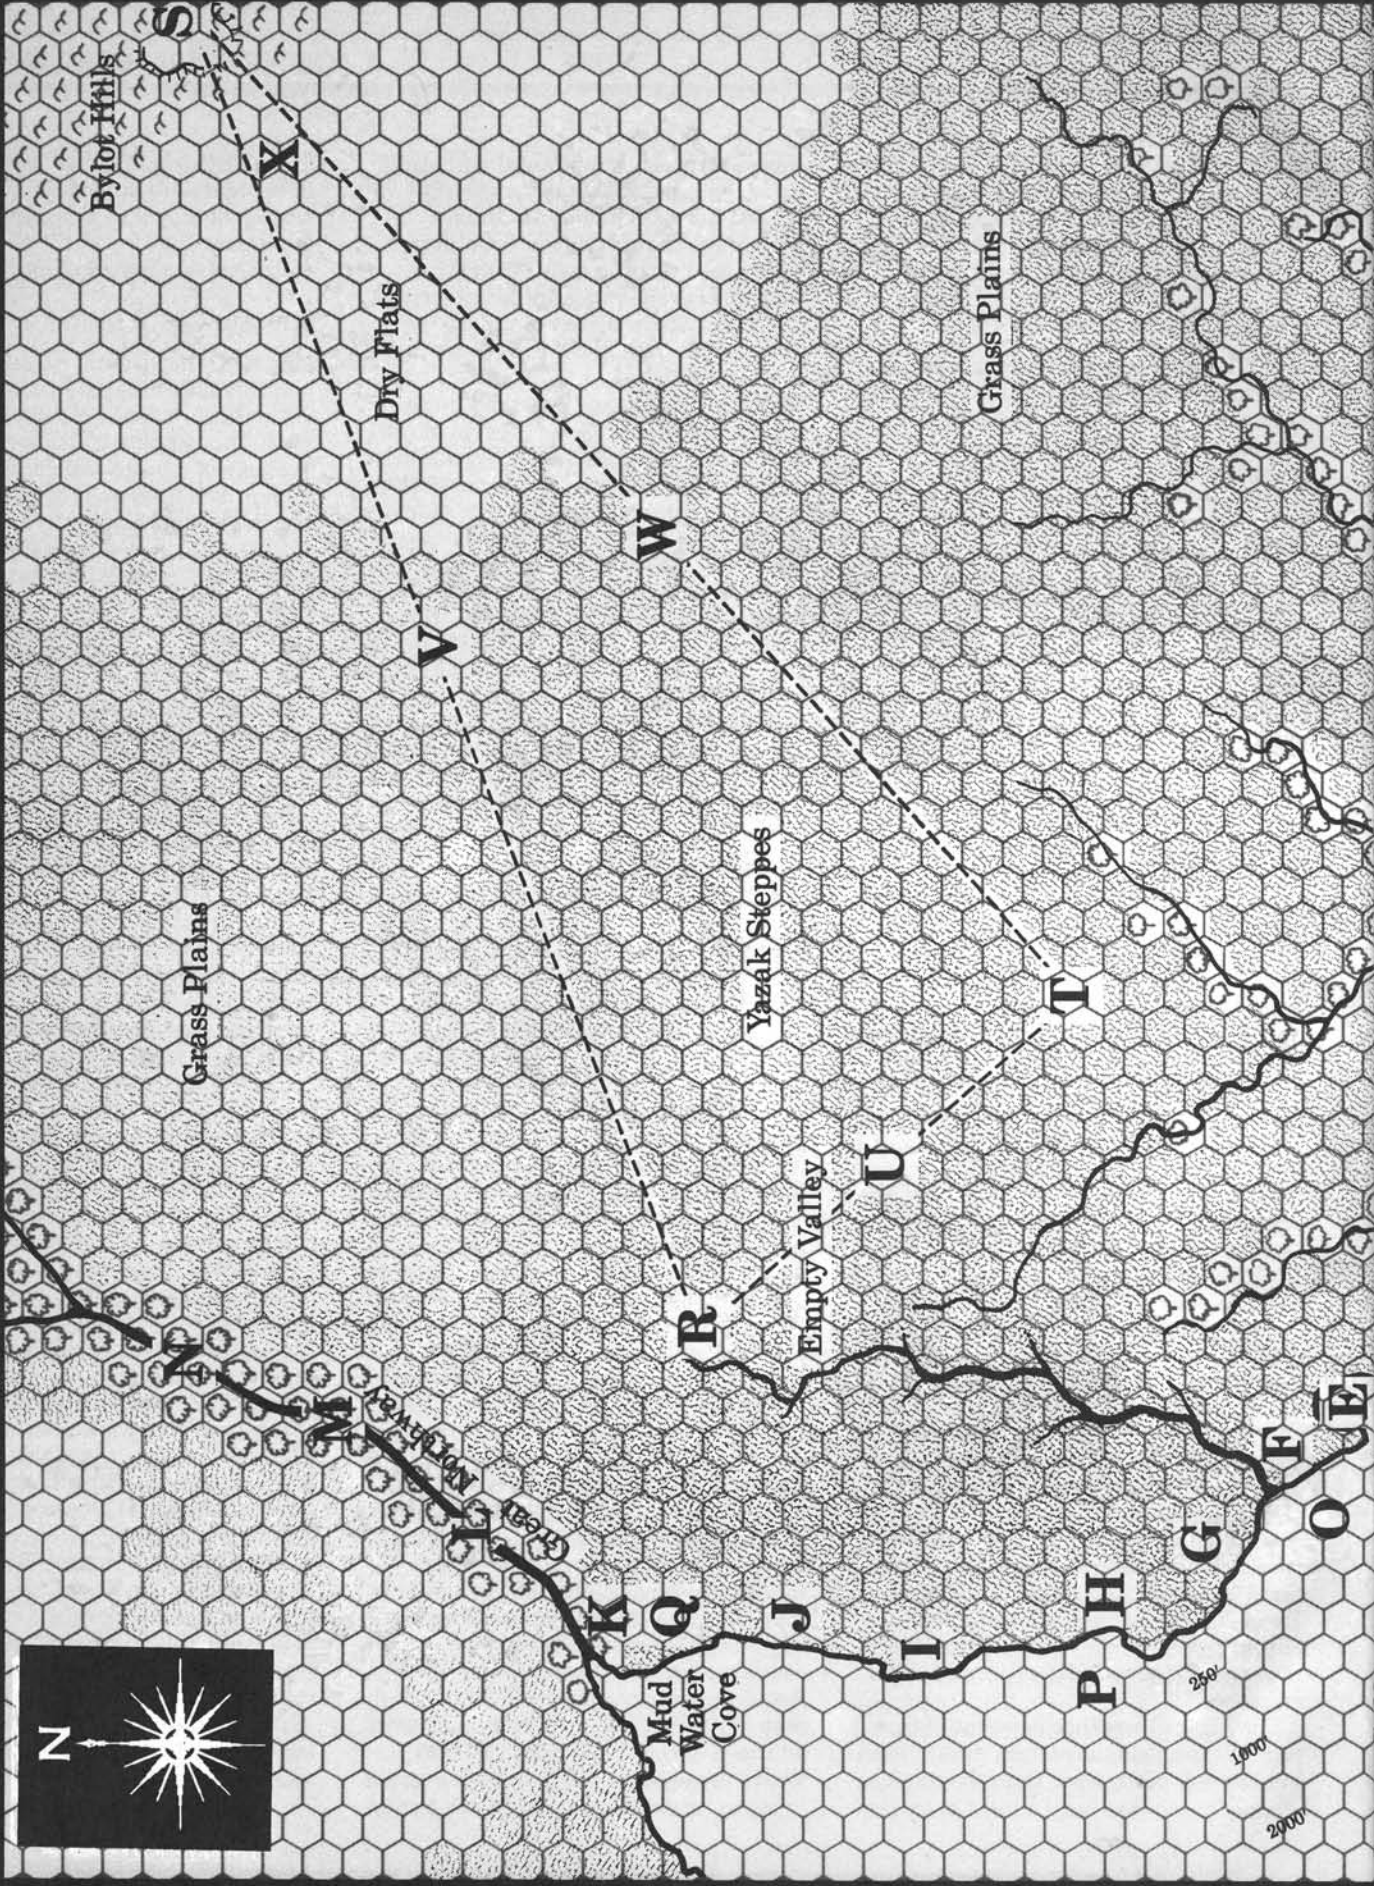 S
Bylot Hills
X
Dry Flats
Grass Plains
W
V
Yazak Steppes
Grass Plains
T
U
Empty Valley
R
N
M
Great Northway
L
E
F
O
G
H
K
Q
J
I
P
Mud
Water
Cove
250'
1000'
2000'
N